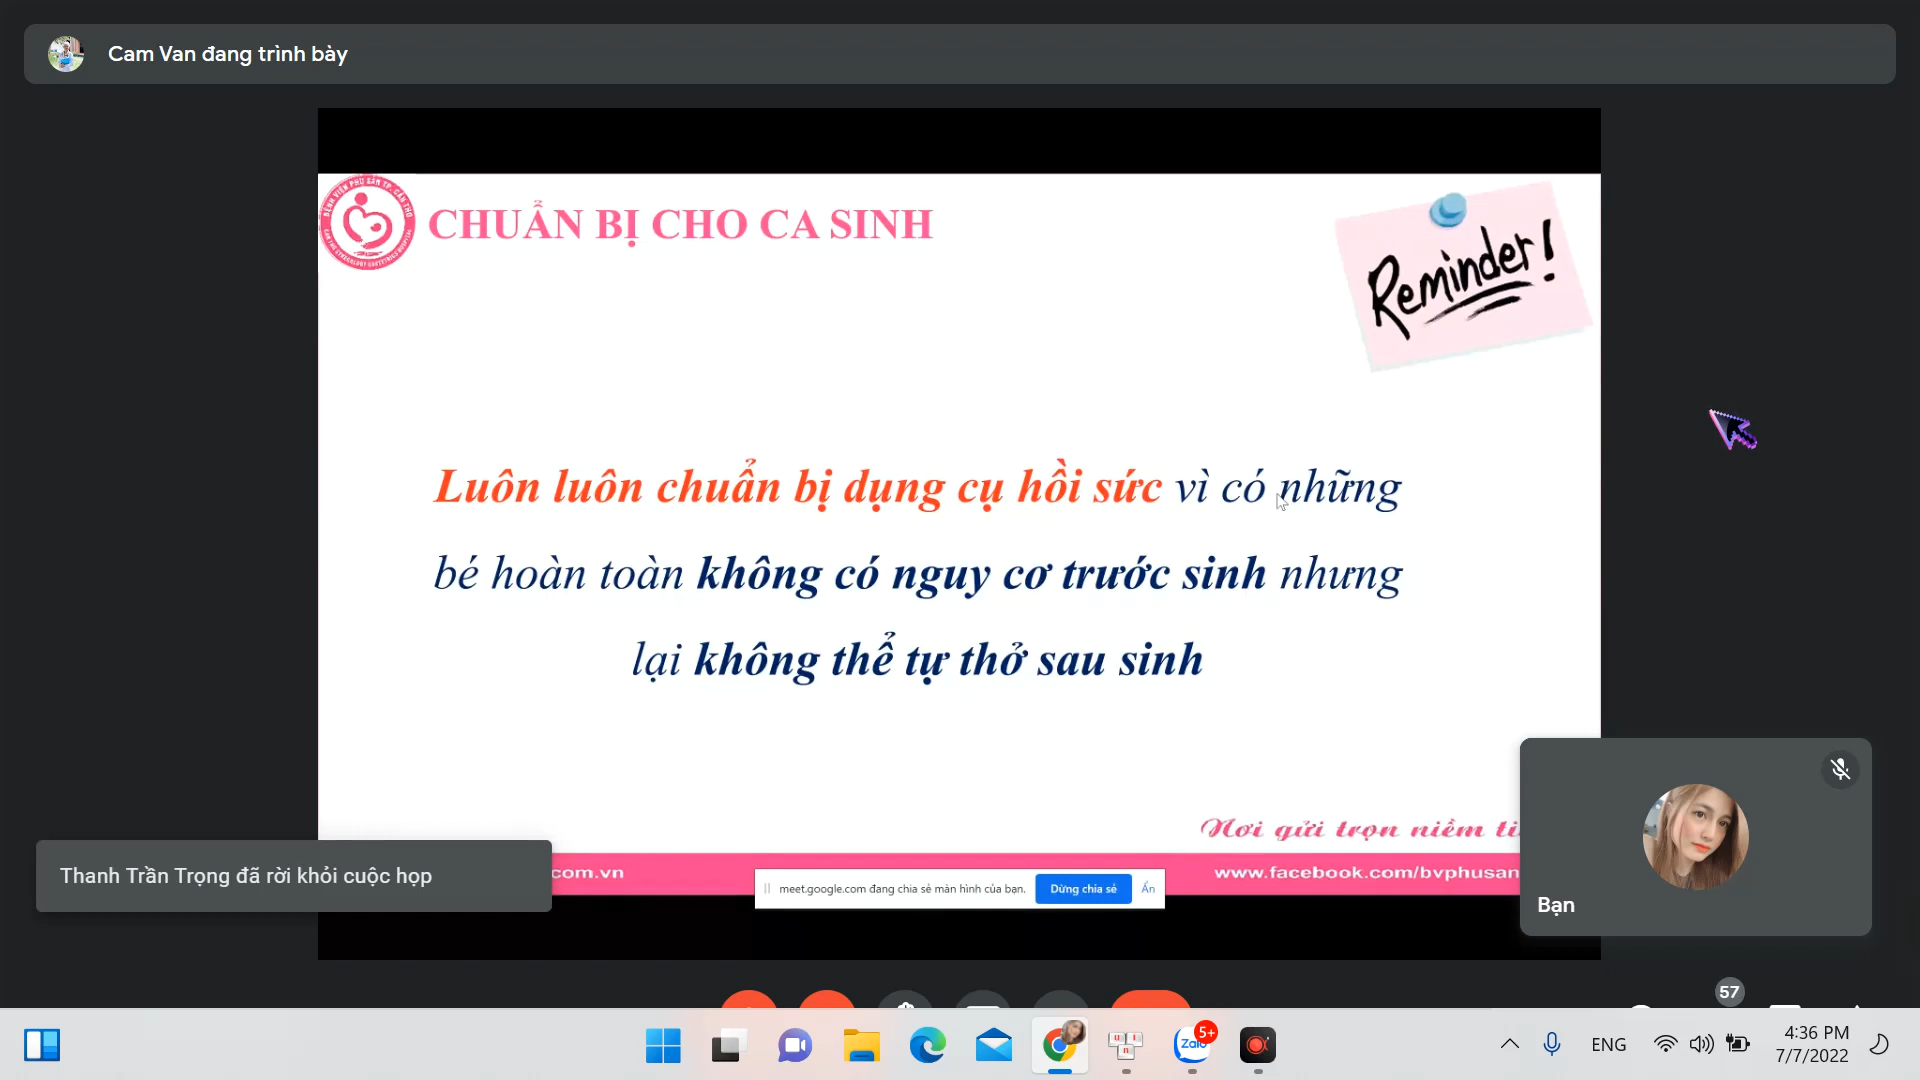 Cam Van đang trình bày
CHUẨN BỊ CHO CA SINH
Reminder!
Luôn luôn chuẩn bị dụng cụ hồi sức vì có những
bé hoàn toàn không có nguy cơ trước sinh nhưng
lại không thể tự thở sau sinh
Nơi gửi trọn niềm
com.vn
www.facebook.com/bvphusan
Thanh Trần Trọng đã rời khỏi cuộc họp
meet.google.com đang chia sẻ màn hình của bạn.
Dừng chia sẻ
Ẩn
Bạn
57
Zalo
5+
ENG
4:36 PM
7/7/2022